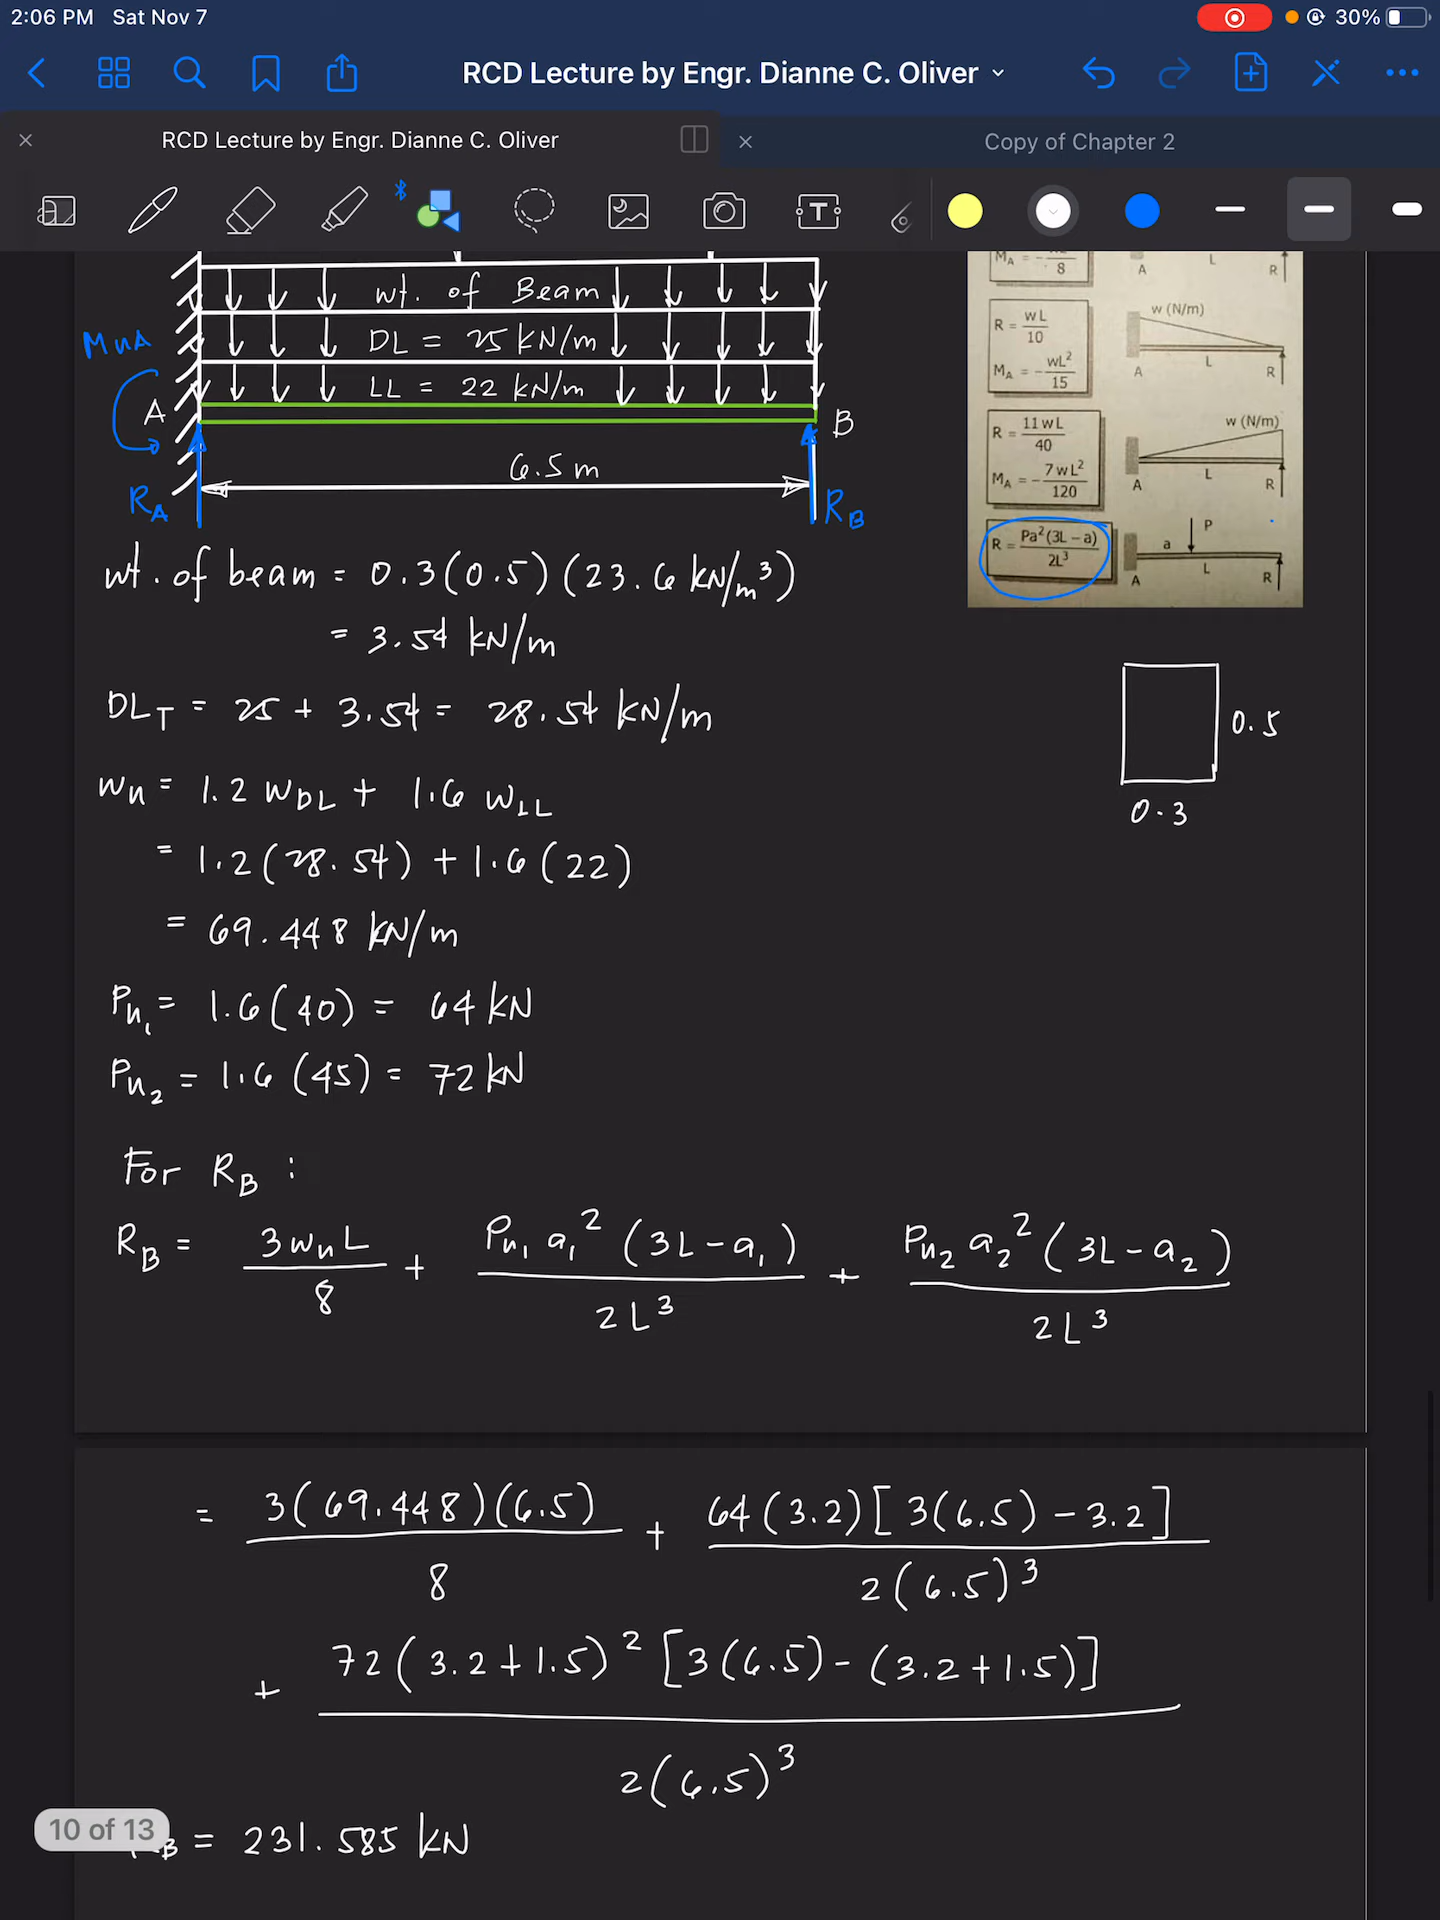 2:06 PM Sat Nov 7
30%
RCD Lecture by Engr. Dianne C. Oliver
RCD Lecture by Engr. Dianne C. Oliver
Copy of Chapter 2
T
wt. of Beam
DL = 25 kN/m
LL = 22 kN/m
MuA
A
B
6.5 m
RA
RB
MA = -
8
A
L
R
R = wL/10
MA = -wL²/15
w (N/m)
A
L
R
R = 11wL/40
MA = -7wL²/120
w (N/m)
A
L
R
R = Pa²(3L-a)/2L³
P
a
A
L
R
wt. of beam = 0.3(0.5)(23.6 kN/m³)
= 3.54 kN/m
0.5
0.3
DLT = 25 + 3.54 = 28.54 kN/m
wu = 1.2 wDL + 1.6 wLL
= 1.2(28.54) + 1.6(22)
= 69.448 kN/m
Pu1 = 1.6(40) = 64 kN
Pu2 = 1.6(45) = 72 kN
For RB :
RB = 3wuL/8 + Pu1 a1²(3L-a1)/2L³ + Pu2 a2²(3L-a2)/2L³
= 3(69.448)(6.5)/8 + 64(3.2)[3(6.5)-3.2]/2(6.5)³
+ 72(3.2+1.5)²[3(6.5)-(3.2+1.5)]/2(6.5)³
10 of 13
B = 231.585 kN